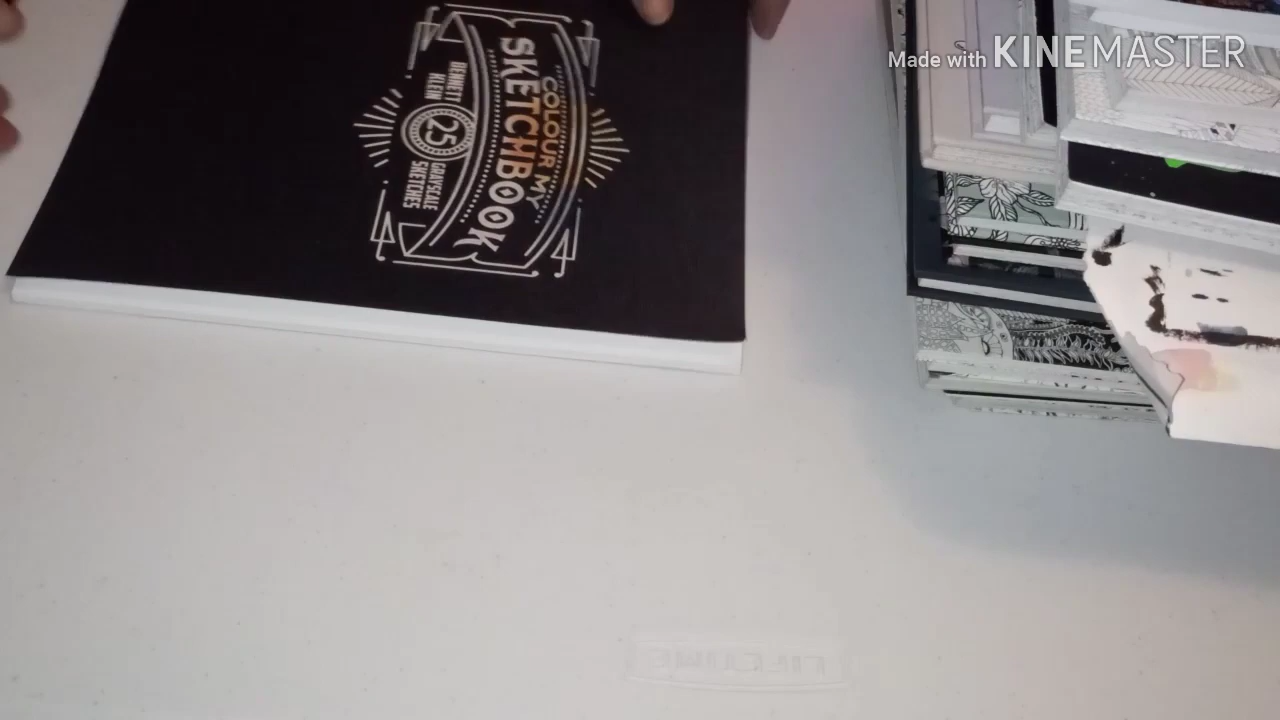 COLOUR MY
SKETCHBOOK
BENNETT
KLEIN
25
GRAYSCALE
SKETCHES
Made with KINEMASTER